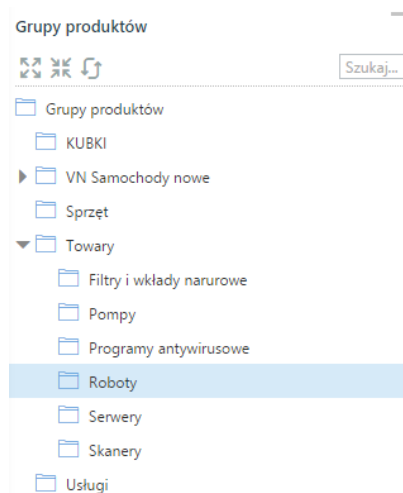 Grupy produktów
Szukaj...
Grupy produktów
KUBKI
VN Samochody nowe
Sprzęt
Towary
Filtry i wkłady narurowe
Pompy
Programy antywirusowe
Roboty
Serwery
Skanery
Usługi